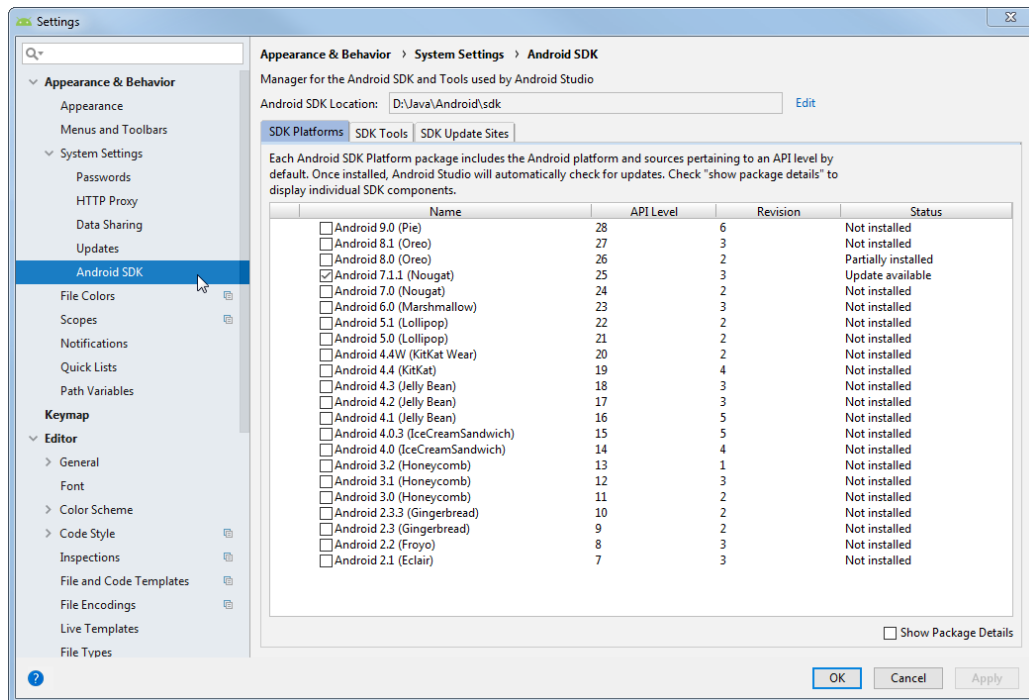 Settings
Appearance & Behavior
Appearance
Menus and Toolbars
System Settings
Passwords
HTTP Proxy
Data Sharing
Updates
Android SDK
File Colors
Scopes
Notifications
Quick Lists
Path Variables
Keymap
Editor
General
Font
Color Scheme
Code Style
Inspections
File and Code Templates
File Encodings
Live Templates
File Types
Appearance & Behavior > System Settings > Android SDK
Manager for the Android SDK and Tools used by Android Studio
Android SDK Location: D:\Java\Android\sdk Edit
SDK Platforms SDK Tools SDK Update Sites
Each Android SDK Platform package includes the Android platform and sources pertaining to an API level by
default. Once installed, Android Studio will automatically check for updates. Check "show package details" to
display individual SDK components.
Name API Level Revision Status
Android 9.0 (Pie) 28 6 Not installed
Android 8.1 (Oreo) 27 3 Not installed
Android 8.0 (Oreo) 26 2 Partially installed
Android 7.1.1 (Nougat) 25 3 Update available
Android 7.0 (Nougat) 24 2 Not installed
Android 6.0 (Marshmallow) 23 3 Not installed
Android 5.1 (Lollipop) 22 2 Not installed
Android 5.0 (Lollipop) 21 2 Not installed
Android 4.4W (KitKat Wear) 20 2 Not installed
Android 4.4 (KitKat) 19 4 Not installed
Android 4.3 (Jelly Bean) 18 3 Not installed
Android 4.2 (Jelly Bean) 17 3 Not installed
Android 4.1 (Jelly Bean) 16 5 Not installed
Android 4.0.3 (IceCreamSandwich) 15 5 Not installed
Android 4.0 (IceCreamSandwich) 14 4 Not installed
Android 3.2 (Honeycomb) 13 1 Not installed
Android 3.1 (Honeycomb) 12 3 Not installed
Android 3.0 (Honeycomb) 11 2 Not installed
Android 2.3.3 (Gingerbread) 10 2 Not installed
Android 2.3 (Gingerbread) 9 2 Not installed
Android 2.2 (Froyo) 8 3 Not installed
Android 2.1 (Eclair) 7 3 Not installed
Show Package Details
? OK Cancel Apply